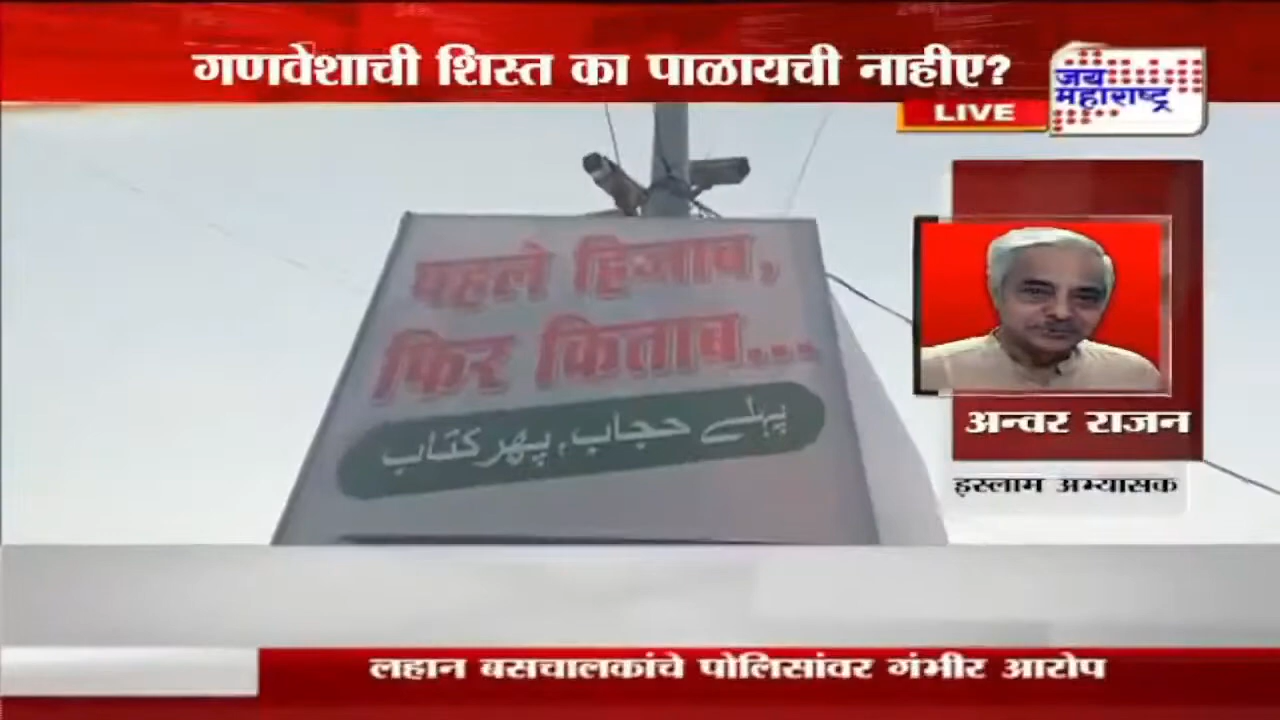 गणवेशाची शिस्त का पाळायची नाहीए?
जय
महाराष्ट्र
LIVE
पहले हिजाब,
फिर किताब...
پہلے حجاب، پھر کتاب
अन्वर राजन
इस्लाम अभ्यासक
लहान बसचालकांचे पोलिसांवर गंभीर आरोप